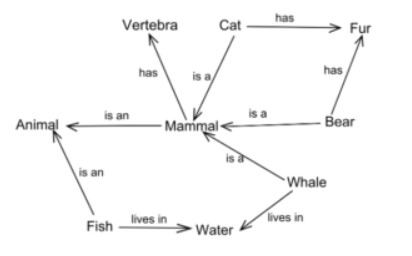 Vertebra
Cat
has
Fur
has
is a
has
Animal
is an
Mammal
is a
Bear
is an
is a
Whale
Fish
lives in
Water
lives in